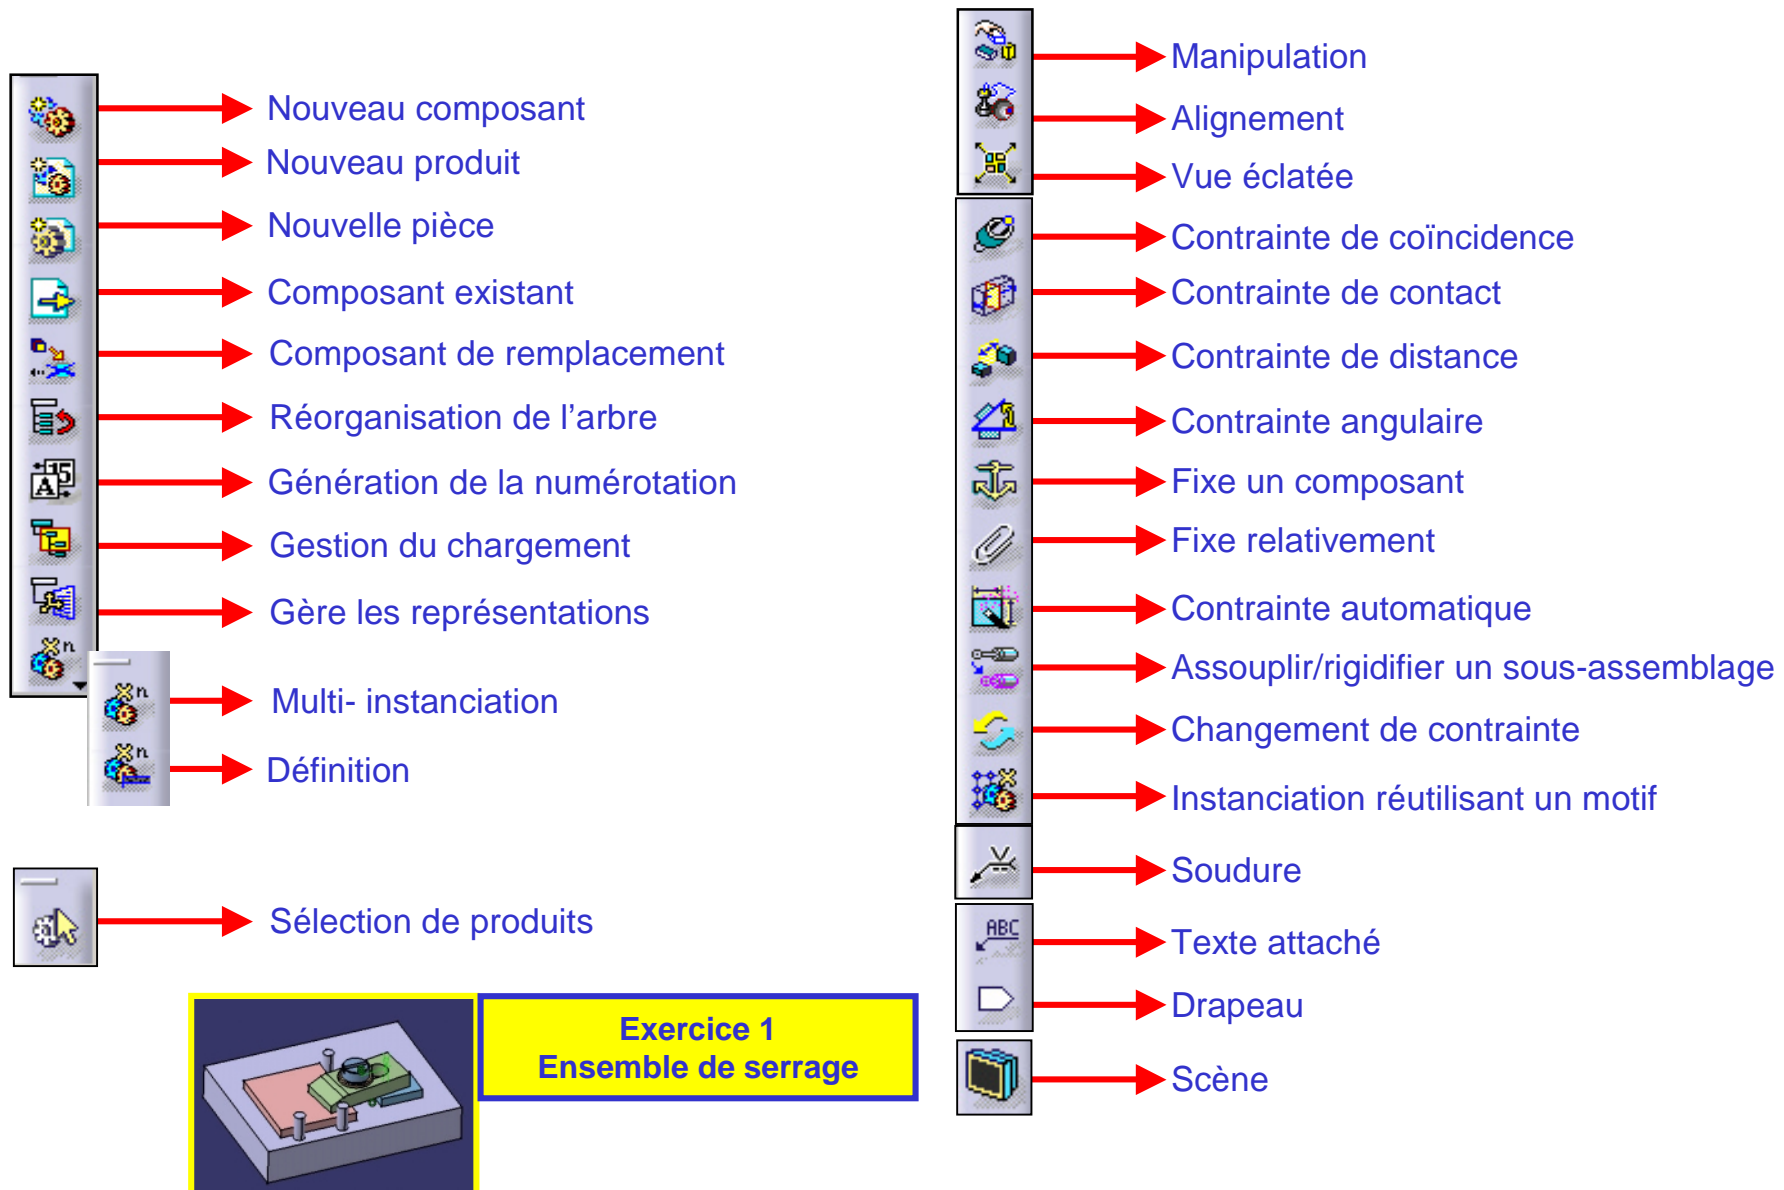 Nouveau composant
Nouveau produit
Nouvelle pièce
Composant existant
Composant de remplacement
Réorganisation de l’arbre
Génération de la numérotation
Gestion du chargement
Gère les représentations
Multi- instanciation
Définition
Sélection de produits
Exercice 1
Ensemble de serrage
Manipulation
Alignement
Vue éclatée
Contrainte de coïncidence
Contrainte de contact
Contrainte de distance
Contrainte angulaire
Fixe un composant
Fixe relativement
Contrainte automatique
Assouplir/rigidifier un sous-assemblage
Changement de contrainte
Instanciation réutilisant un motif
Soudure
ABC
Texte attaché
Drapeau
Scène